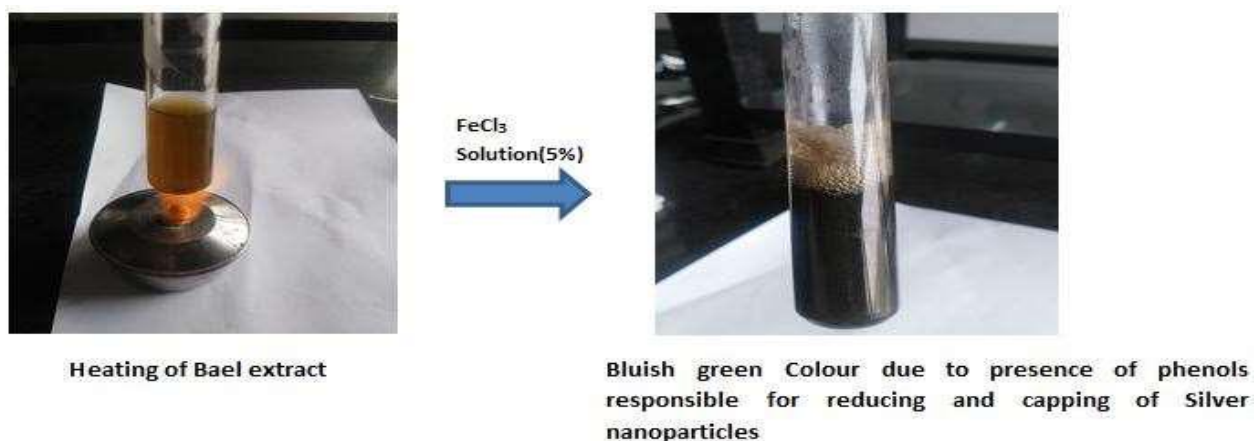 FeCl₃
Solution(5%)
Heating of Bael extract
Bluish green Colour due to presence of phenols
responsible for reducing and capping of Silver
nanoparticles